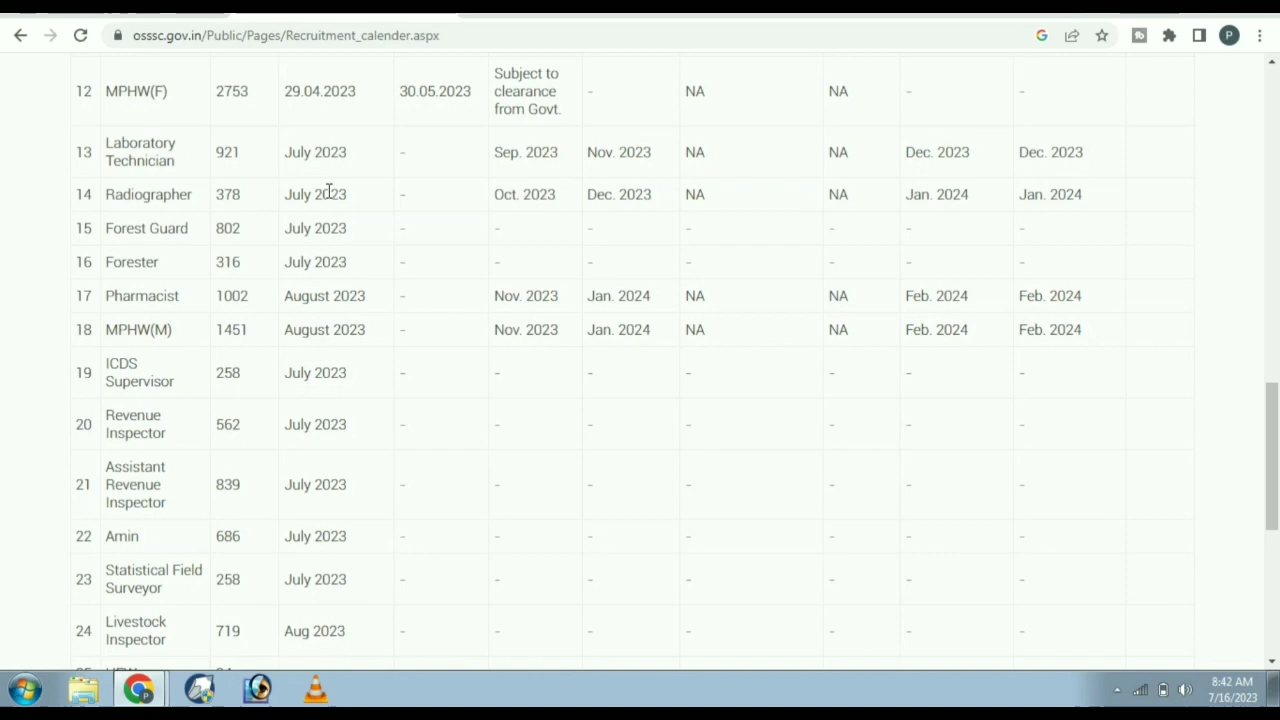 osssc.gov.in/Public/Pages/Recruitment_calender.aspx
P
12 MPHW(F) 2753 29.04.2023 30.05.2023 Subject to clearance from Govt. - NA NA - -
13 Laboratory Technician 921 July 2023 - Sep. 2023 Nov. 2023 NA NA Dec. 2023 Dec. 2023
14 Radiographer 378 July 2023 - Oct. 2023 Dec. 2023 NA NA Jan. 2024 Jan. 2024
15 Forest Guard 802 July 2023 - - - - - - -
16 Forester 316 July 2023 - - - - - - -
17 Pharmacist 1002 August 2023 - Nov. 2023 Jan. 2024 NA NA Feb. 2024 Feb. 2024
18 MPHW(M) 1451 August 2023 - Nov. 2023 Jan. 2024 NA NA Feb. 2024 Feb. 2024
19 ICDS Supervisor 258 July 2023 - - - - - - -
20 Revenue Inspector 562 July 2023 - - - - - - -
21 Assistant Revenue Inspector 839 July 2023 - - - - - - -
22 Amin 686 July 2023 - - - - - - -
23 Statistical Field Surveyor 258 July 2023 - - - - - - -
24 Livestock Inspector 719 Aug 2023 - - - - - - -
8:42 AM
7/16/2023